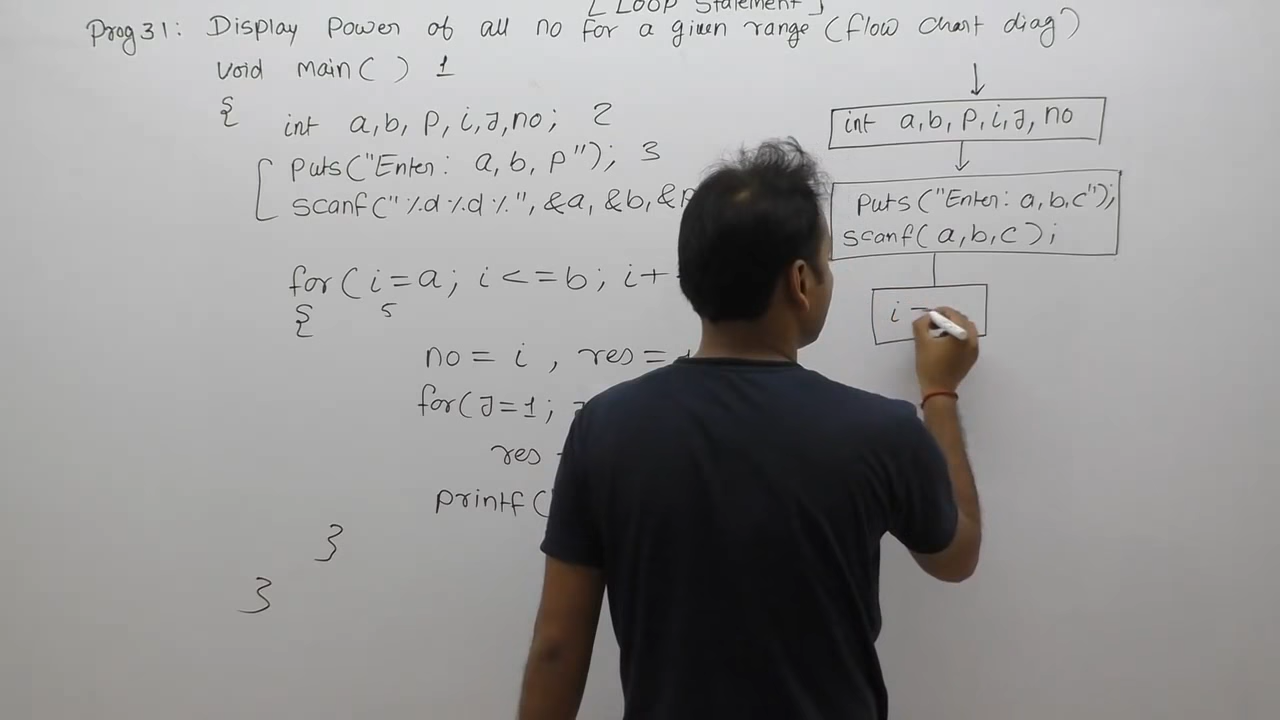 [ Loop Statement ]
Prog 31: Display Power of all no for a given range (flow chart diag)
void main( ) 1
{
int a,b, P, i, J, no; 2
Puts("Enter: a, b, P"); 3
scanf("%d %d %", &a, &b, &P
for( i=a; i <=b; i+
5
{
no = i , res =
for( J=1;
res
printf(
}
}
int a,b, P, i, J, no
Puts("Enter: a,b,c");
scanf( a,b,c );
i =